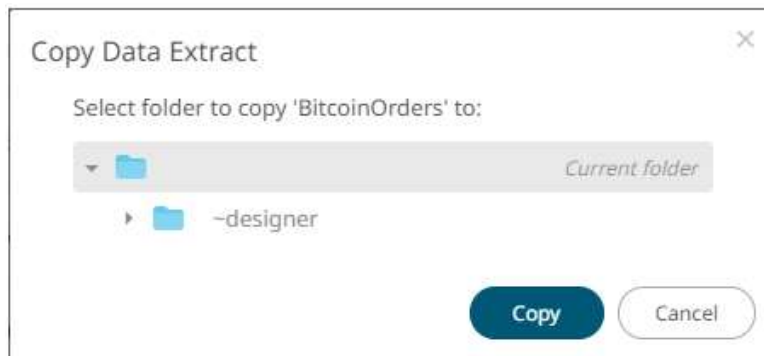 Copy Data Extract
Select folder to copy 'BitcoinOrders' to:
Current folder
~designer
Copy Cancel